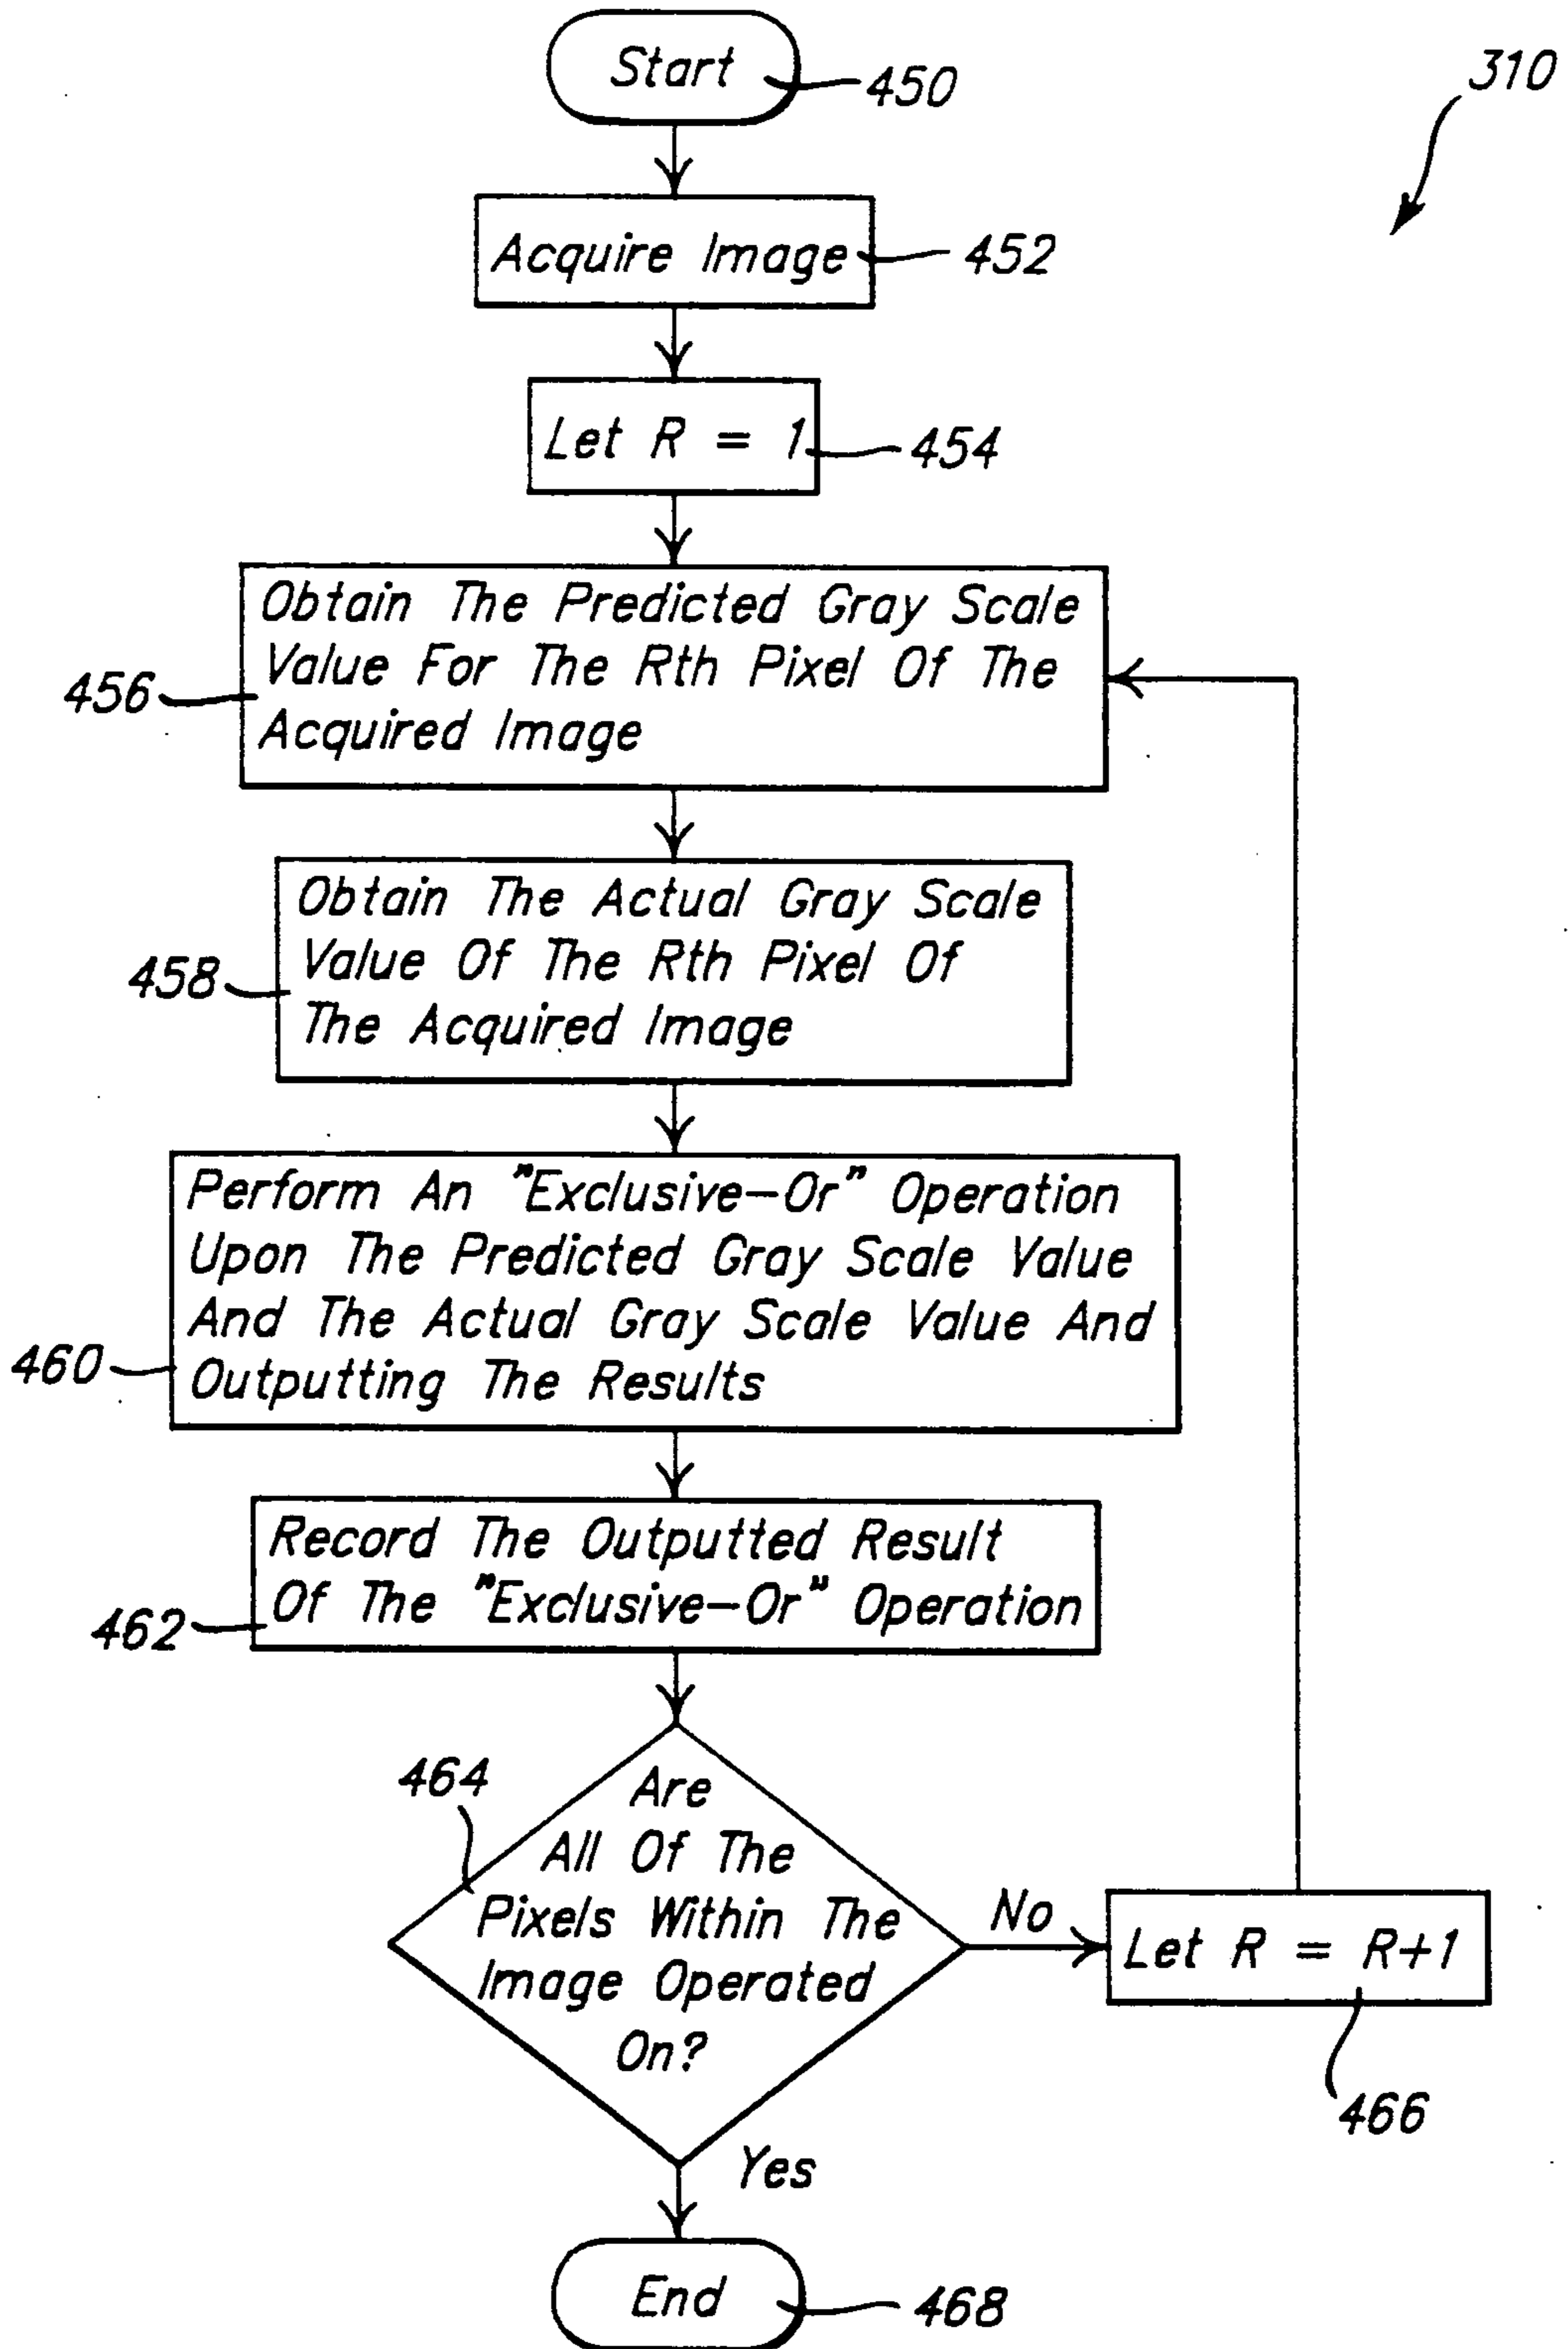 Start
450
310
Acquire Image
452
Let R = 1
454
Obtain The Predicted Gray Scale
Value For The Rth Pixel Of The
Acquired Image
456
Obtain The Actual Gray Scale
Value Of The Rth Pixel Of
The Acquired Image
458
Perform An "Exclusive-Or" Operation
Upon The Predicted Gray Scale Value
And The Actual Gray Scale Value And
Outputting The Results
460
Record The Outputted Result
Of The "Exclusive-Or" Operation
462
464
Are
All Of The
Pixels Within The
Image Operated
On?
No
Let R = R+1
466
Yes
End
468